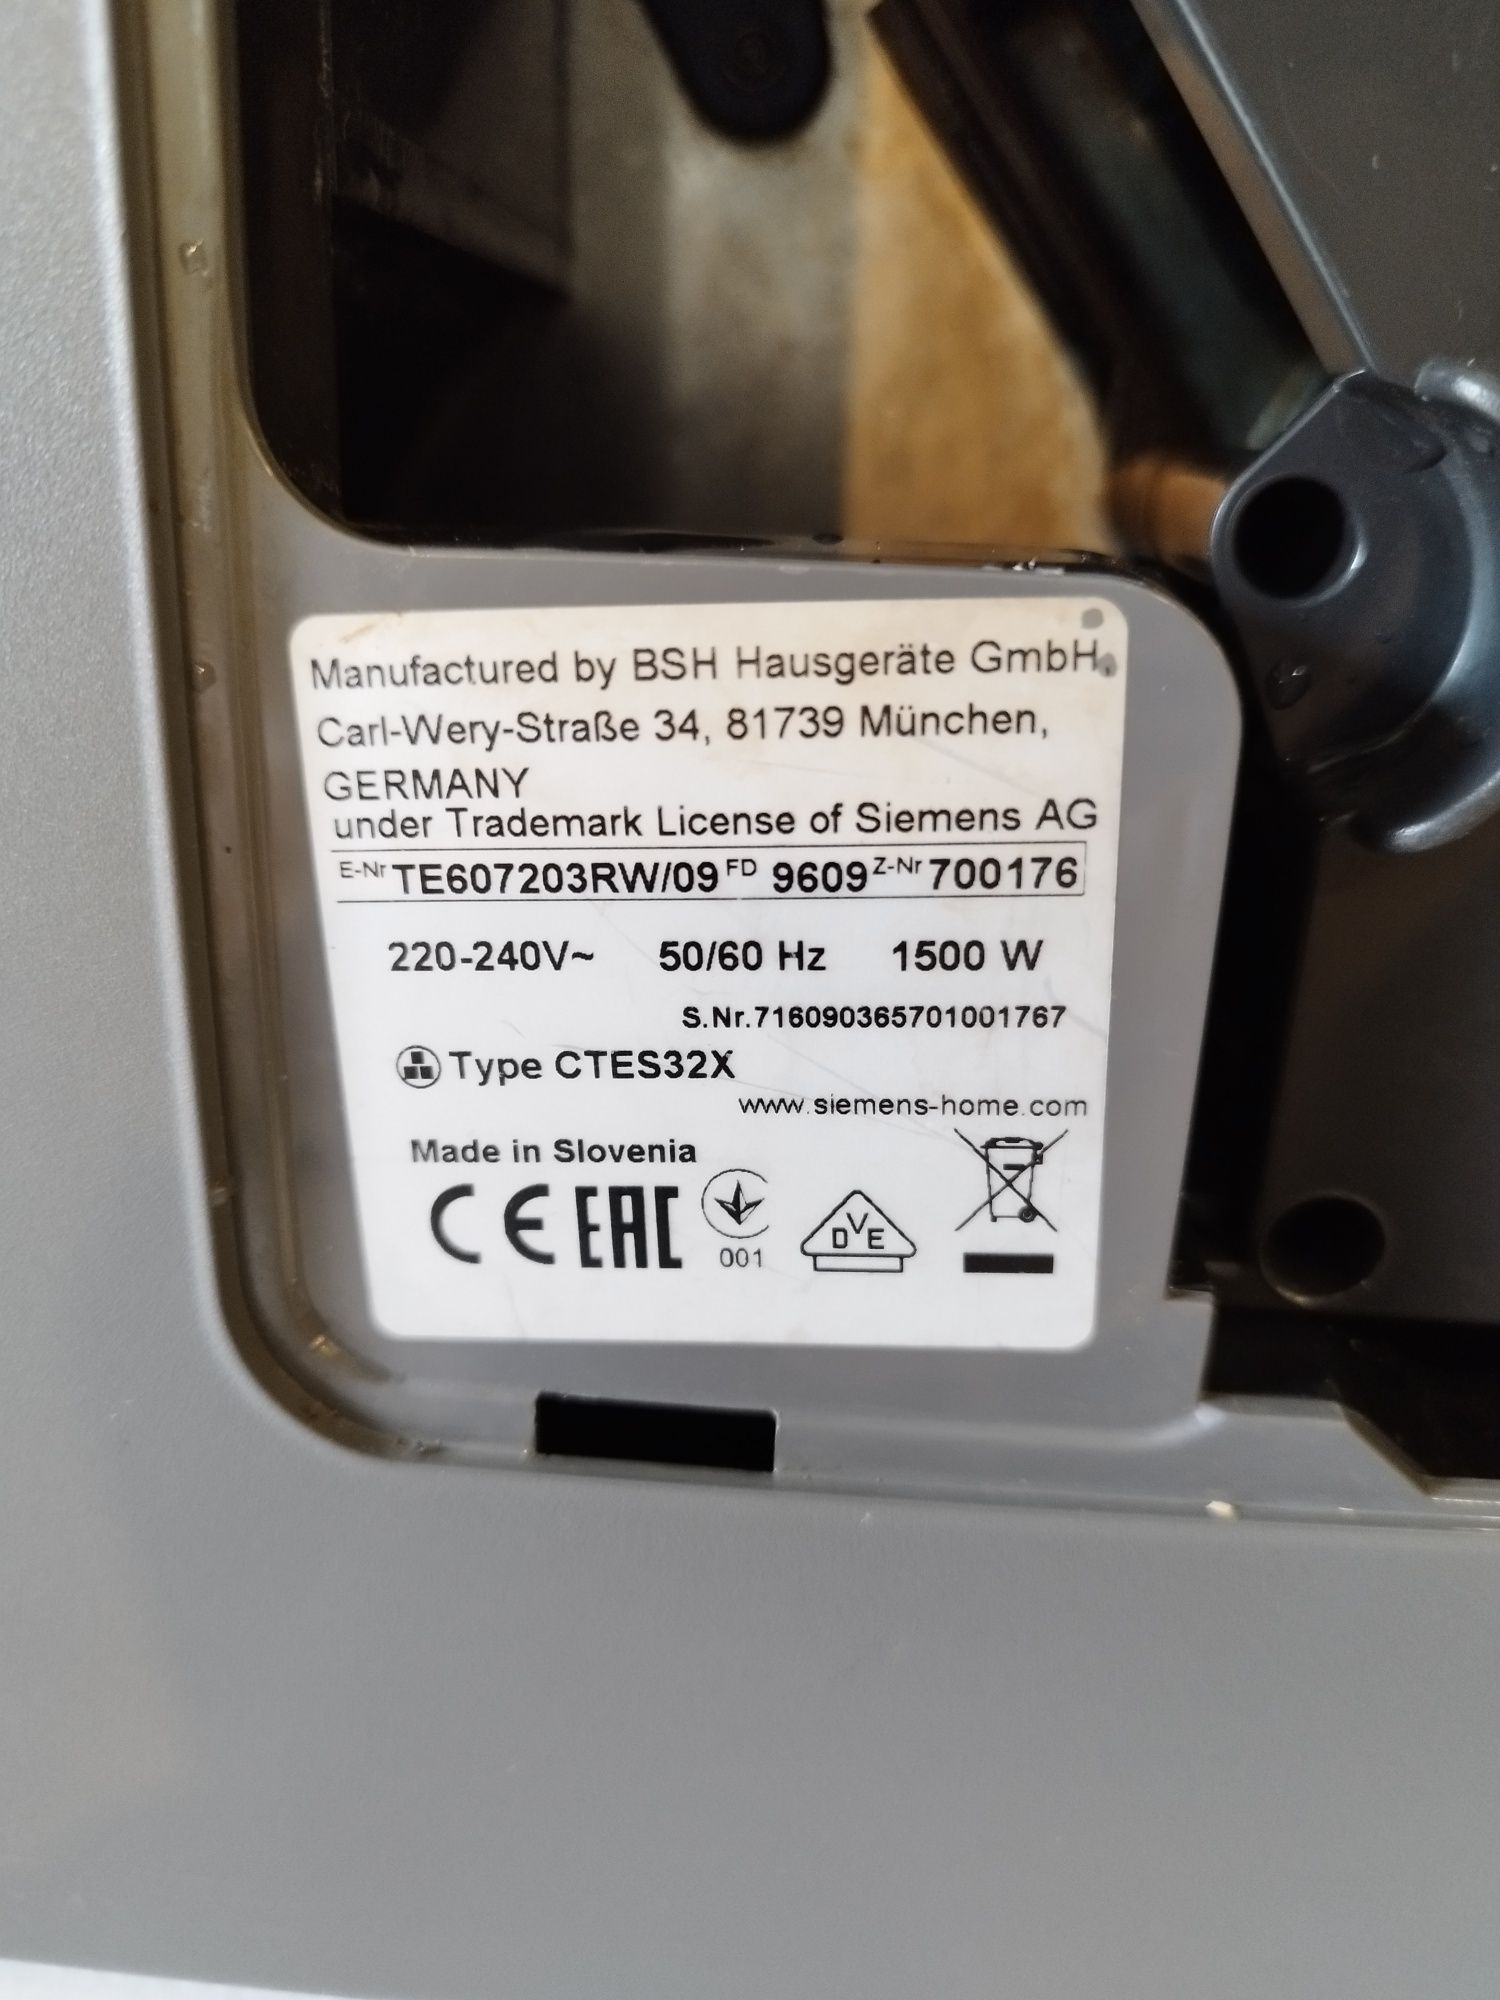 Manufactured by BSH Hausgeräte GmbH,
Carl-Wery-Straße 34, 81739 München,
GERMANY
under Trademark License of Siemens AG
E-Nr TE607203RW/09 FD 9609 Z-Nr 700176
220-240V~ 50/60 Hz 1500 W
S.Nr.716090365701001767
Type CTES32X
www.siemens-home.com
Made in Slovenia
CE EAC 001 DVE